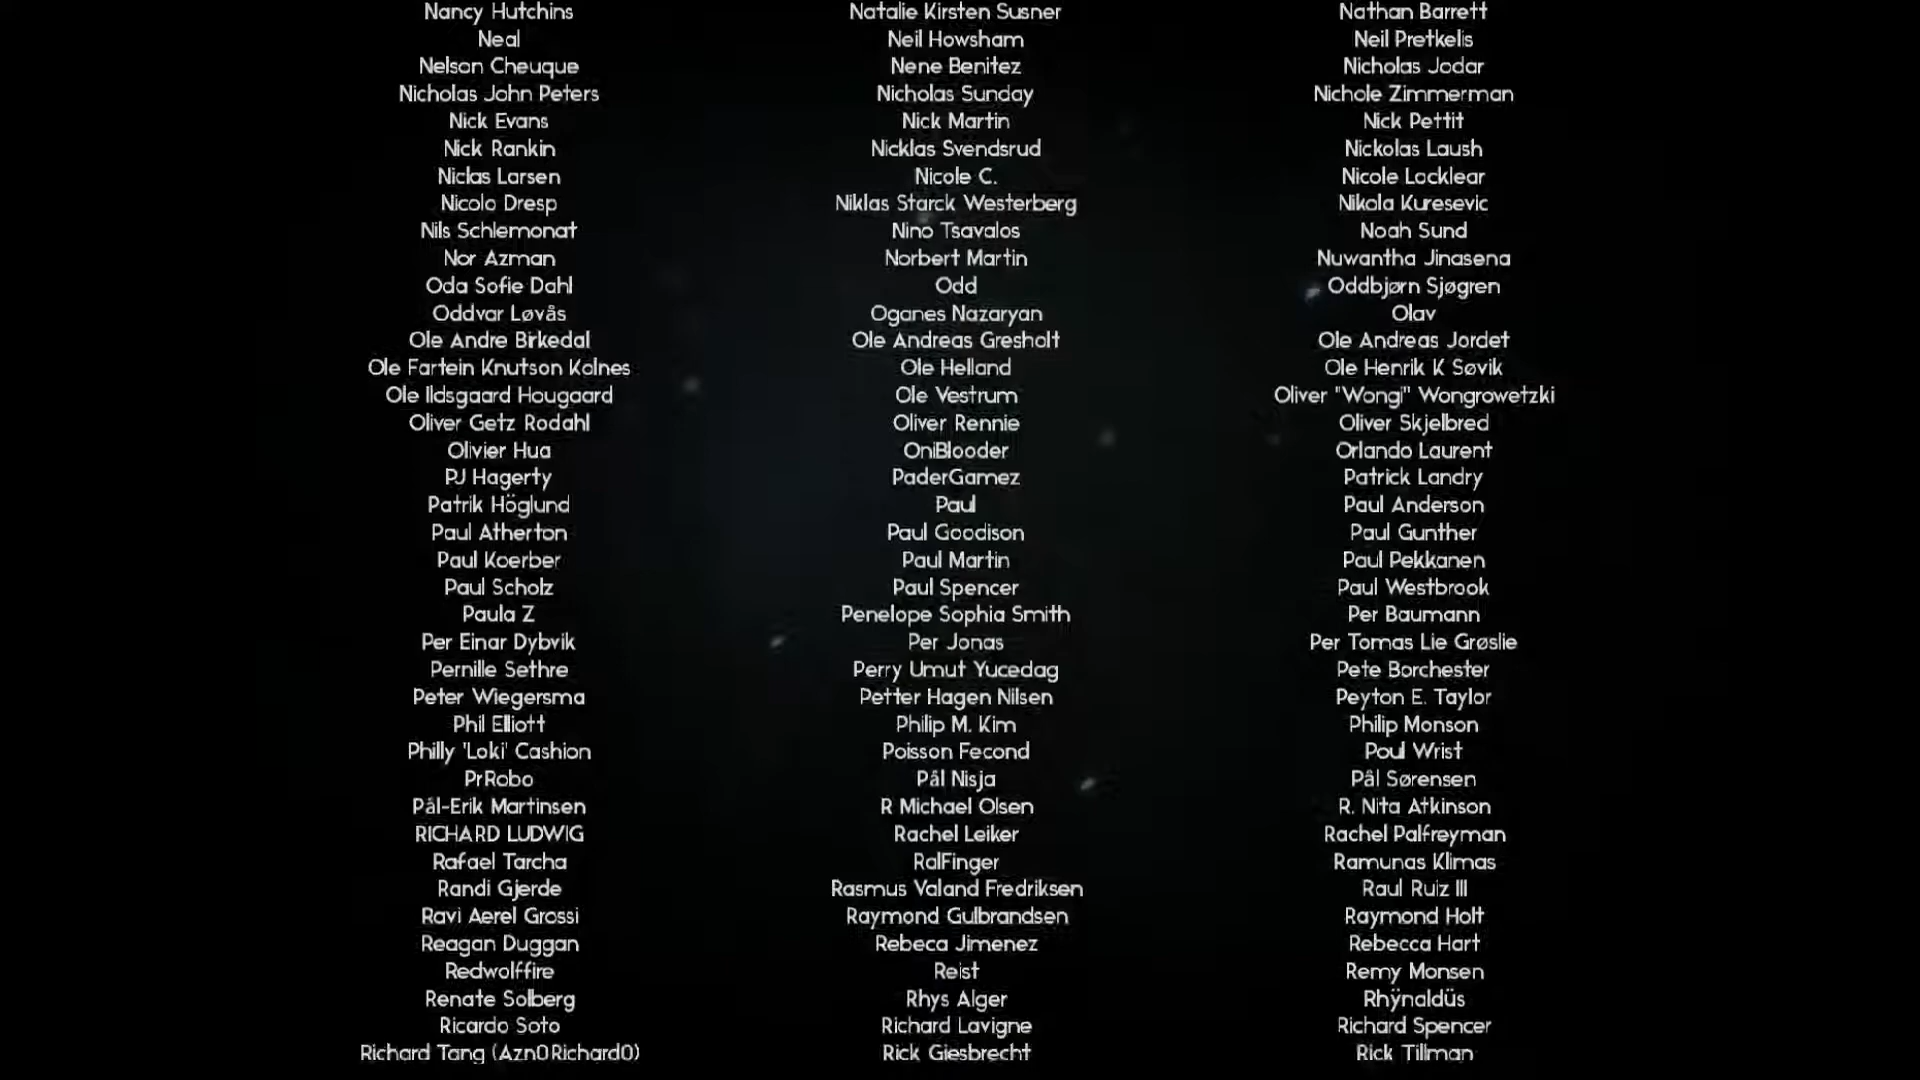 Nancy Hutchins Natalie Kirsten Susner Nathan Barrett
Neal Neil Howsham Neil Pretkelis
Nelson Cheuque Nene Benitez Nicholas Jodar
Nicholas John Peters Nicholas Sunday Nichole Zimmerman
Nick Evans Nick Martin Nick Pettit
Nick Rankin Nicklas Svendsrud Nickolas Laush
Niclas Larsen Nicole C. Nicole Locklear
Nicolo Dresp Niklas Starck Westerberg Nikola Kuresevic
Nils Schlemonat Nino Tsavalos Noah Sund
Nor Azman Norbert Martin Nuwantha Jinasena
Oda Sofie Dahl Odd Oddbjørn Sjøgren
Oddvar Løvås Oganes Nazaryan Olav
Ole Andre Birkedal Ole Andreas Gresholt Ole Andreas Jordet
Ole Fartein Knutson Kolnes Ole Helland Ole Henrik K Søvik
Ole Ildsgaard Hougaard Ole Vestrum Oliver "Wongi" Wongrowetzki
Oliver Getz Rodahl Oliver Rennie Oliver Skjelbred
Olivier Hua OniBlooder Orlando Laurent
PJ Hagerty PaderGamez Patrick Landry
Patrik Höglund Paul Paul Anderson
Paul Atherton Paul Goodison Paul Gunther
Paul Koerber Paul Martin Paul Pekkanen
Paul Scholz Paul Spencer Paul Westbrook
Paula Z Penelope Sophia Smith Per Baumann
Per Einar Dybvik Per Jonas Per Tomas Lie Grøslie
Pernille Sethre Perry Umut Yucedag Pete Borchester
Peter Wiegersma Petter Hagen Nilsen Peyton E. Taylor
Phil Elliott Philip M. Kim Philip Monson
Philly 'Loki' Cashion Poisson Fecond Poul Wrist
PrRobo Pål Nisja Pål Sørensen
Pål-Erik Martinsen R Michael Olsen R. Nita Atkinson
RICHARD LUDWIG Rachel Leiker Rachel Palfreyman
Rafael Tarcha RalFinger Ramunas Klimas
Randi Gjerde Rasmus Valand Fredriksen Raul Ruiz III
Ravi Aerel Grossi Raymond Gulbrandsen Raymond Holt
Reagan Duggan Rebeca Jimenez Rebecca Hart
Redwolffire Reist Remy Monsen
Renate Solberg Rhys Alger Rhÿnaldüs
Ricardo Soto Richard Lavigne Richard Spencer
Richard Tang (Azn0Richard0) Rick Giesbrecht Rick Tillman